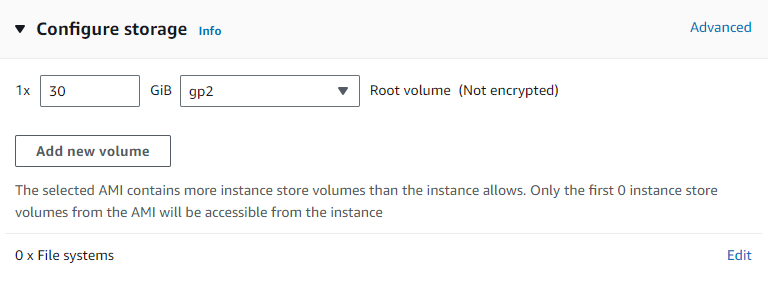 Configure storage Info Advanced
1x 30 GiB gp2 Root volume (Not encrypted)
Add new volume
The selected AMI contains more instance store volumes than the instance allows. Only the first 0 instance store
volumes from the AMI will be accessible from the instance
0 x File systems Edit